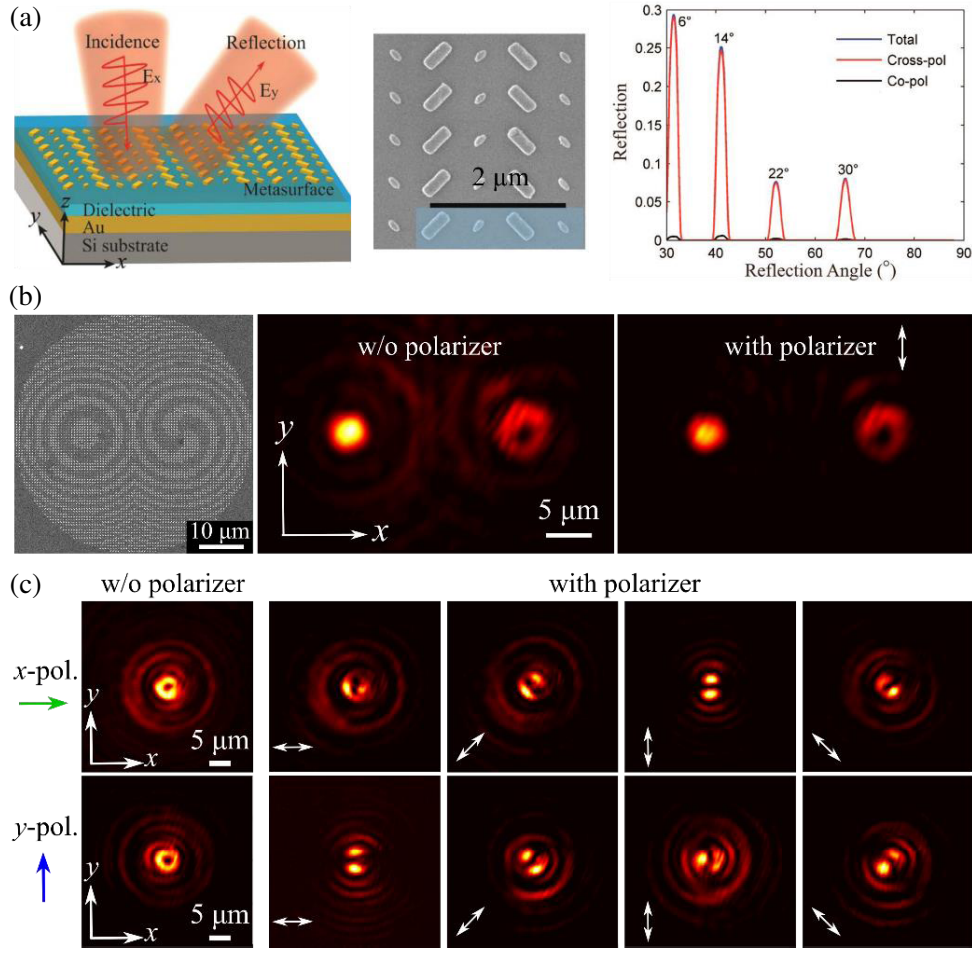 (a)
Incidence
Reflection
Ex
Ey
Metasurface
Dielectric
Au
Si substrate
z
y
x
2 μm
Reflection
0.3
0.25
0.2
0.15
0.1
0.05
0
6°
14°
22°
30°
Total
Cross-pol
Co-pol
30 40 50 60 70 80 90
Reflection Angle (°)
(b)
10 μm
w/o polarizer
y
x
5 μm
with polarizer
(c)
w/o polarizer
with polarizer
x-pol.
y
x
5 μm
y-pol.
y
x
5 μm